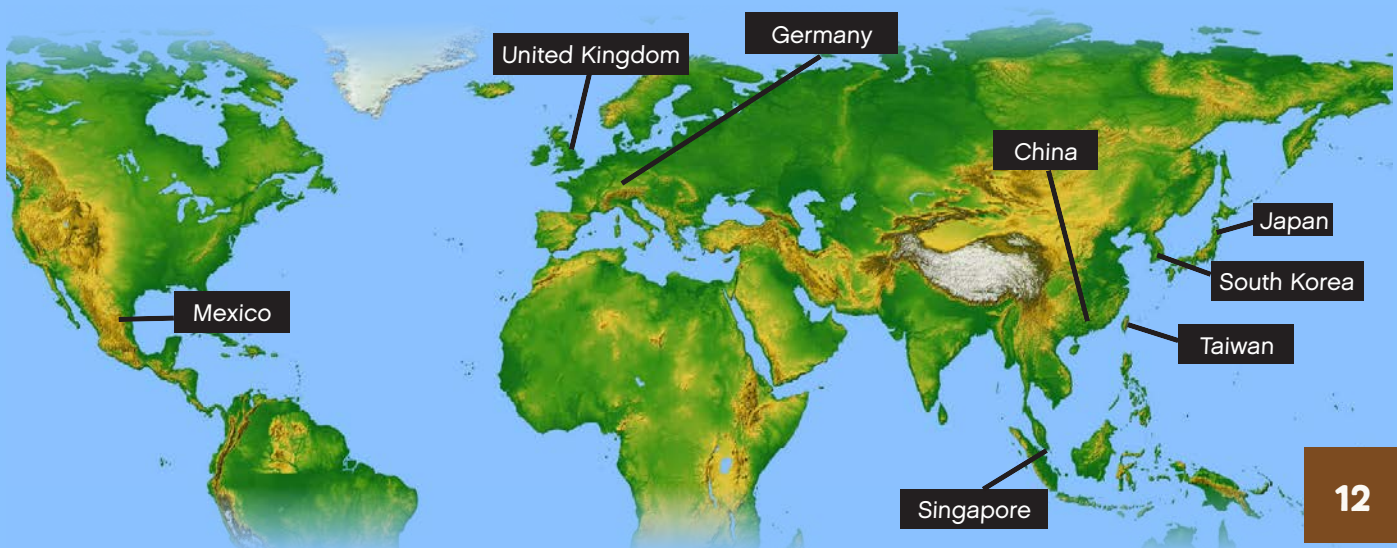 Germany
United Kingdom
China
Japan
South Korea
Mexico
Taiwan
Singapore
12